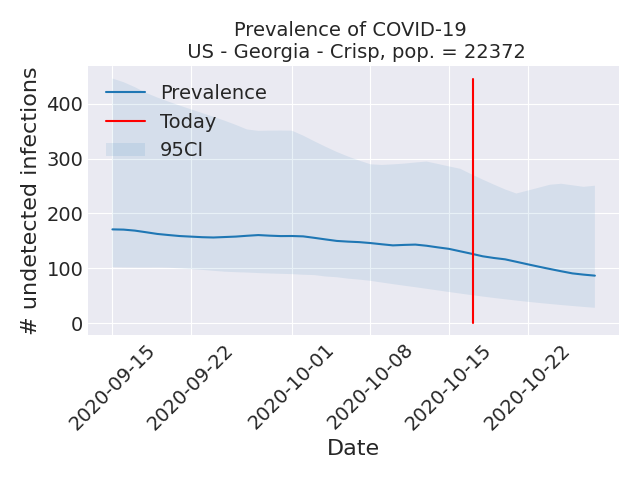 Prevalence of COVID-19
US - Georgia - Crisp, pop. = 22372
# undetected infections
400
300
200
100
0
Prevalence
Today
95CI
2020-09-15
2020-09-22
2020-10-01
2020-10-08
2020-10-15
2020-10-22
Date